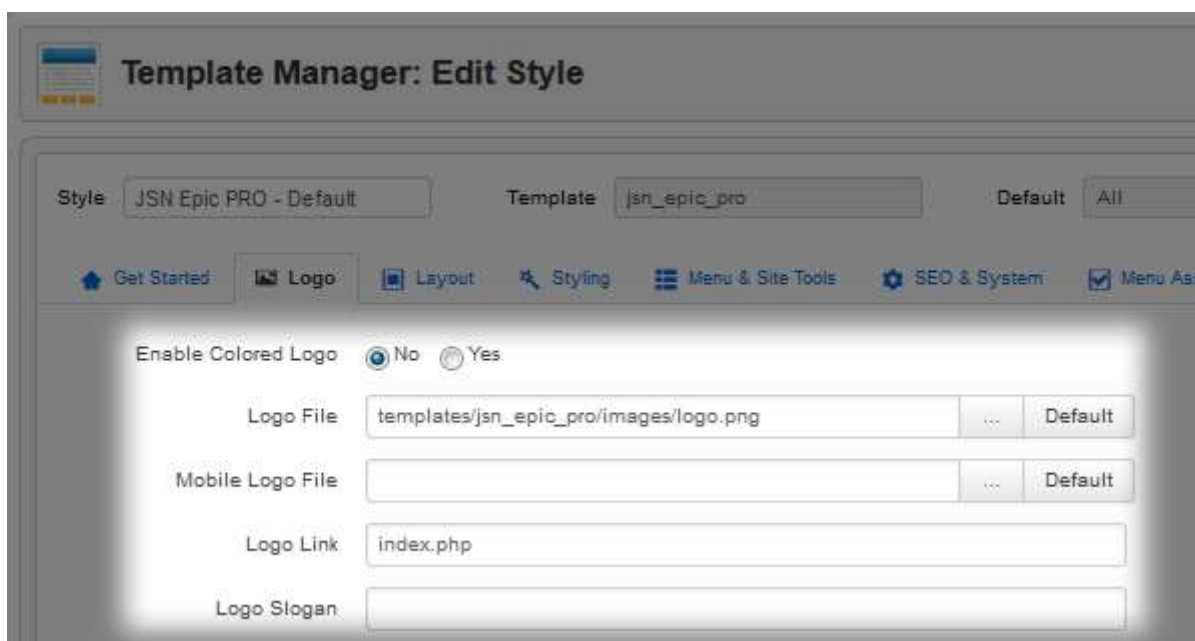 Template Manager: Edit Style
Style JSN Epic PRO - Default Template jsn_epic_pro Default All
Get Started Logo Layout Styling Menu & Site Tools SEO & System Menu As
Enable Colored Logo No Yes
Logo File templates/jsn_epic_pro/images/logo.png ... Default
Mobile Logo File ... Default
Logo Link index.php
Logo Slogan